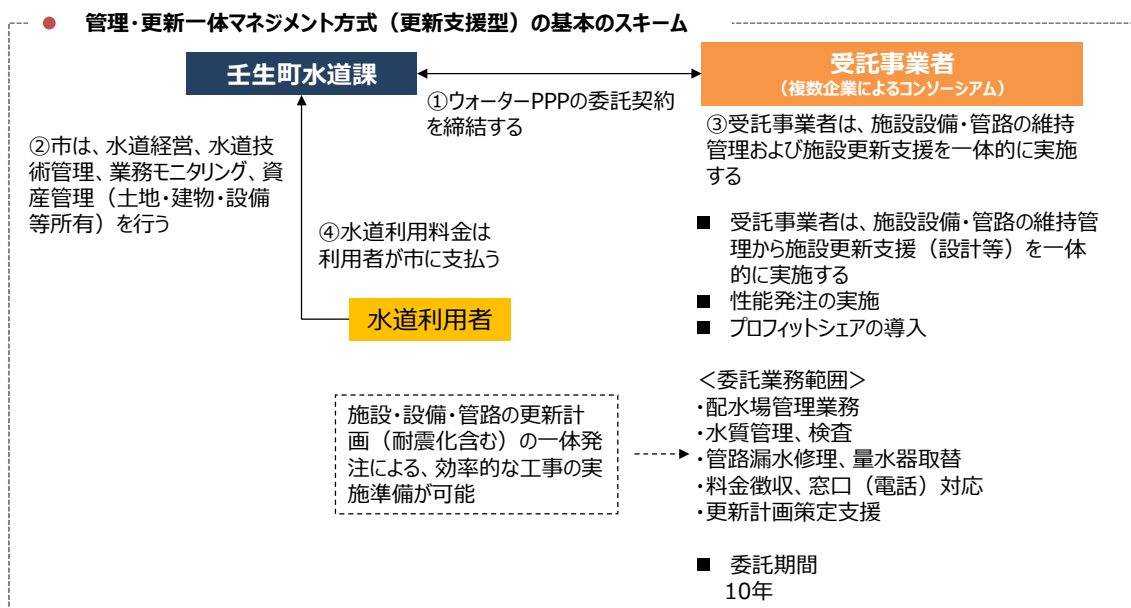 ● 管理・更新一体マネジメント方式（更新支援型）の基本のスキーム
壬生町水道課
受託事業者
（複数企業によるコンソーシアム）
①ウォーターPPPの委託契約
を締結する
②市は、水道経営、水道技
術管理、業務モニタリング、資
産管理（土地・建物・設備
等所有）を行う
③受託事業者は、施設設備・管路の維持
管理および施設更新支援を一体的に実施
する
④水道利用料金は
利用者が市に支払う
水道利用者
■ 受託事業者は、施設設備・管路の維持管
理から施設更新支援（設計等）を一体
的に実施する
■ 性能発注の実施
■ プロフィットシェアの導入
施設・設備・管路の更新計
画（耐震化含む）の一体発
注による、効率的な工事の実
施準備が可能
＜委託業務範囲＞
・配水場管理業務
・水質管理、検査
・管路漏水修理、量水器取替
・料金徴収、窓口（電話）対応
・更新計画策定支援
■ 委託期間
10年